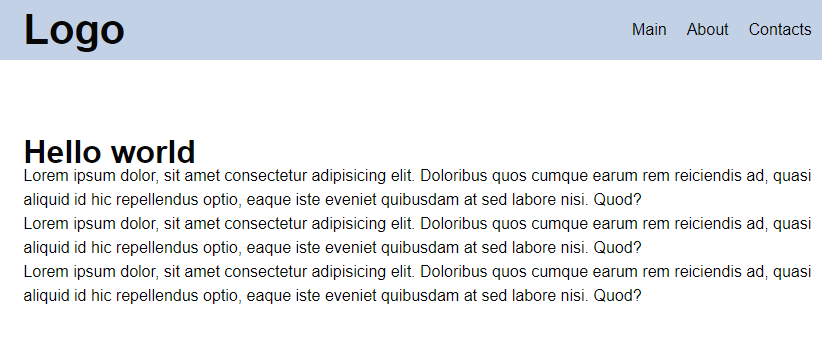 Logo
Main About Contacts
Hello world
Lorem ipsum dolor, sit amet consectetur adipisicing elit. Doloribus quos cumque earum rem reiciendis ad, quasi
aliquid id hic repellendus optio, eaque iste eveniet quibusdam at sed labore nisi. Quod?
Lorem ipsum dolor, sit amet consectetur adipisicing elit. Doloribus quos cumque earum rem reiciendis ad, quasi
aliquid id hic repellendus optio, eaque iste eveniet quibusdam at sed labore nisi. Quod?
Lorem ipsum dolor, sit amet consectetur adipisicing elit. Doloribus quos cumque earum rem reiciendis ad, quasi
aliquid id hic repellendus optio, eaque iste eveniet quibusdam at sed labore nisi. Quod?